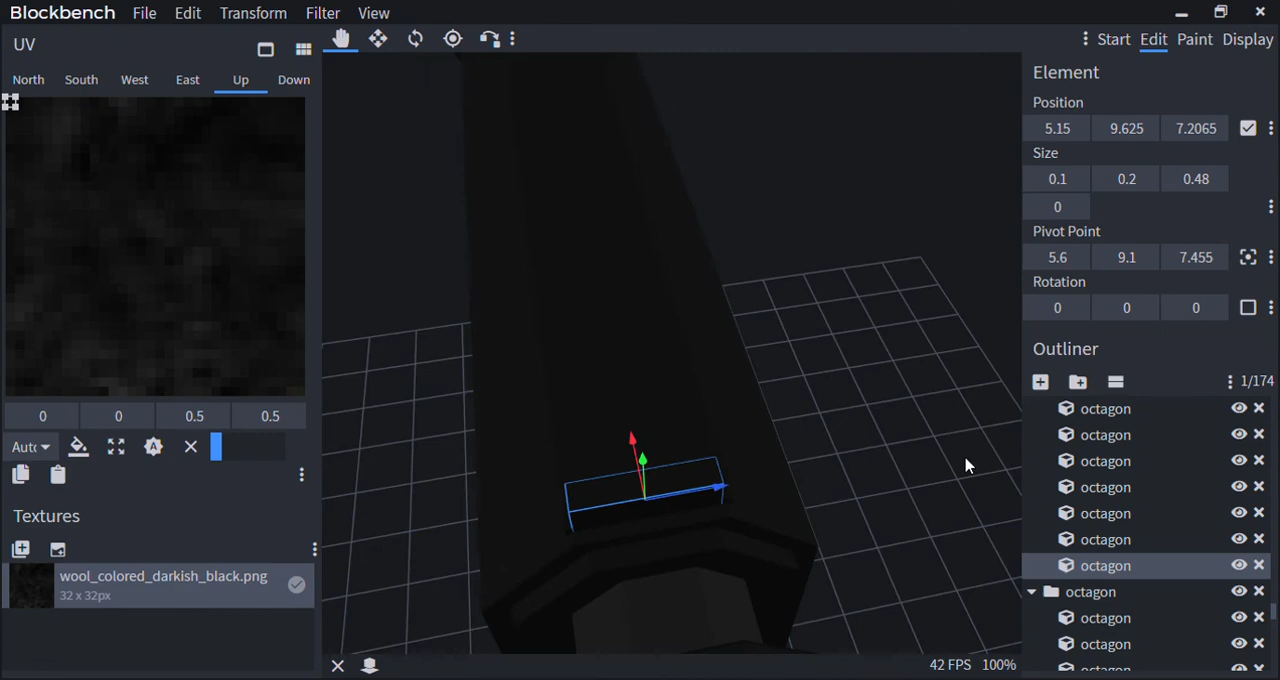 Blockbench File Edit Transform Filter View
UV
North South West East Up Down
0 0 0.5 0.5
Aut
Textures
wool_colored_darkish_black.png
32 x 32px
Start Edit Paint Display
Element
Position
5.15 9.625 7.2065
Size
0.1 0.2 0.48
0
Pivot Point
5.6 9.1 7.455
Rotation
0 0 0
Outliner
1/174
octagon
octagon
octagon
octagon
octagon
octagon
octagon
octagon
octagon
octagon
42 FPS 100%